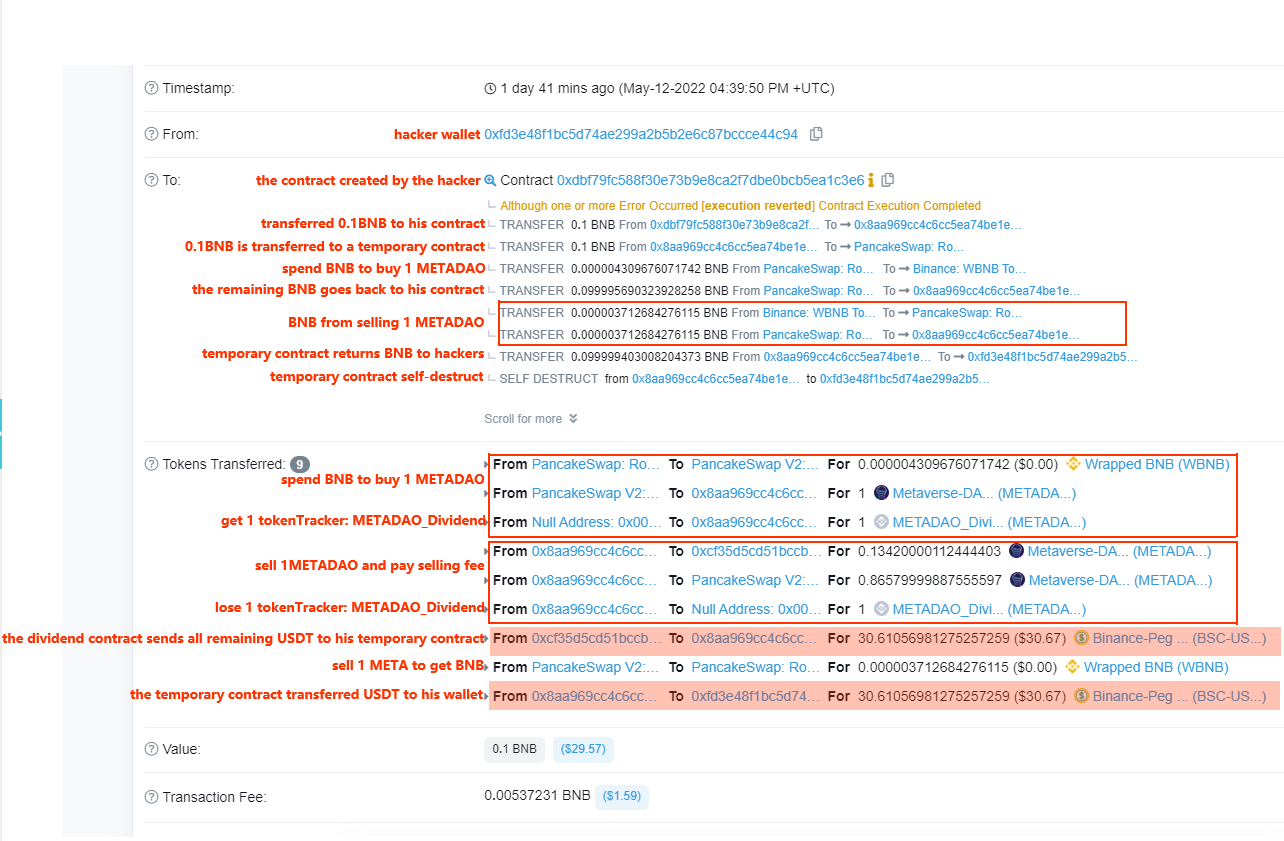 Timestamp: 1 day 41 mins ago (May-12-2022 04:39:50 PM +UTC)
From: hacker wallet 0xfd3e48f1bc5d74ae299a2b5b2e6c87bccce44c94
To: the contract created by the hacker Contract 0xdbf79fc588f30e73b9e8ca2f7dbe0bcb5ea1c3e6
Although one or more Error Occurred [execution reverted] Contract Execution Completed
transferred 0.1BNB to his contract TRANSFER 0.1 BNB From 0xdbf79fc588f30e73b9e8ca2f... To → 0x8aa969cc4c6cc5ea74be1e...
0.1BNB is transferred to a temporary contract TRANSFER 0.1 BNB From 0x8aa969cc4c6cc5ea74be1e... To → PancakeSwap: Ro...
spend BNB to buy 1 METADAO TRANSFER 0.000004309676071742 BNB From PancakeSwap: Ro... To → Binance: WBNB To...
the remaining BNB goes back to his contract TRANSFER 0.099995690323928258 BNB From PancakeSwap: Ro... To → 0x8aa969cc4c6cc5ea74be1e...
BNB from selling 1 METADAO
TRANSFER 0.000003712684276115 BNB From Binance: WBNB To... To → PancakeSwap: Ro...
TRANSFER 0.000003712684276115 BNB From PancakeSwap: Ro... To → 0x8aa969cc4c6cc5ea74be1e...
temporary contract returns BNB to hackers TRANSFER 0.099999403008204373 BNB From 0x8aa969cc4c6cc5ea74be1e... To → 0xfd3e48f1bc5d74ae299a2b5...
temporary contract self-destruct SELF DESTRUCT from 0x8aa969cc4c6cc5ea74be1e... to 0xfd3e48f1bc5d74ae299a2b5...
Scroll for more
Tokens Transferred: 9 From PancakeSwap: Ro... To PancakeSwap V2:... For 0.000004309676071742 ($0.00) Wrapped BNB (WBNB)
spend BNB to buy 1 METADAO
From PancakeSwap V2:... To 0x8aa969cc4c6cc... For 1 Metaverse-DA... (METADA...)
get 1 tokenTracker: METADAO_Dividend From Null Address: 0x00... To 0x8aa969cc4c6cc... For 1 METADAO_Divi... (METADA...)
From 0x8aa969cc4c6cc... To 0xcf35d5cd51bccb... For 0.13420000112444403 Metaverse-DA... (METADA...)
sell 1METADAO and pay selling fee
From 0x8aa969cc4c6cc... To PancakeSwap V2:... For 0.86579999887555597 Metaverse-DA... (METADA...)
lose 1 tokenTracker: METADAO_Dividend From 0x8aa969cc4c6cc... To Null Address: 0x00... For 1 METADAO_Divi... (METADA...)
the dividend contract sends all remaining USDT to his temporary contract From 0xcf35d5cd51bccb... To 0x8aa969cc4c6cc... For 30.61056981275257259 ($30.67) Binance-Peg ... (BSC-US...)
sell 1 META to get BNB From PancakeSwap V2:... To PancakeSwap: Ro... For 0.000003712684276115 ($0.00) Wrapped BNB (WBNB)
the temporary contract transferred USDT to his wallet From 0x8aa969cc4c6cc... To 0xfd3e48f1bc5d74... For 30.61056981275257259 ($30.67) Binance-Peg ... (BSC-US...)
Value: 0.1 BNB ($29.57)
Transaction Fee: 0.00537231 BNB ($1.59)